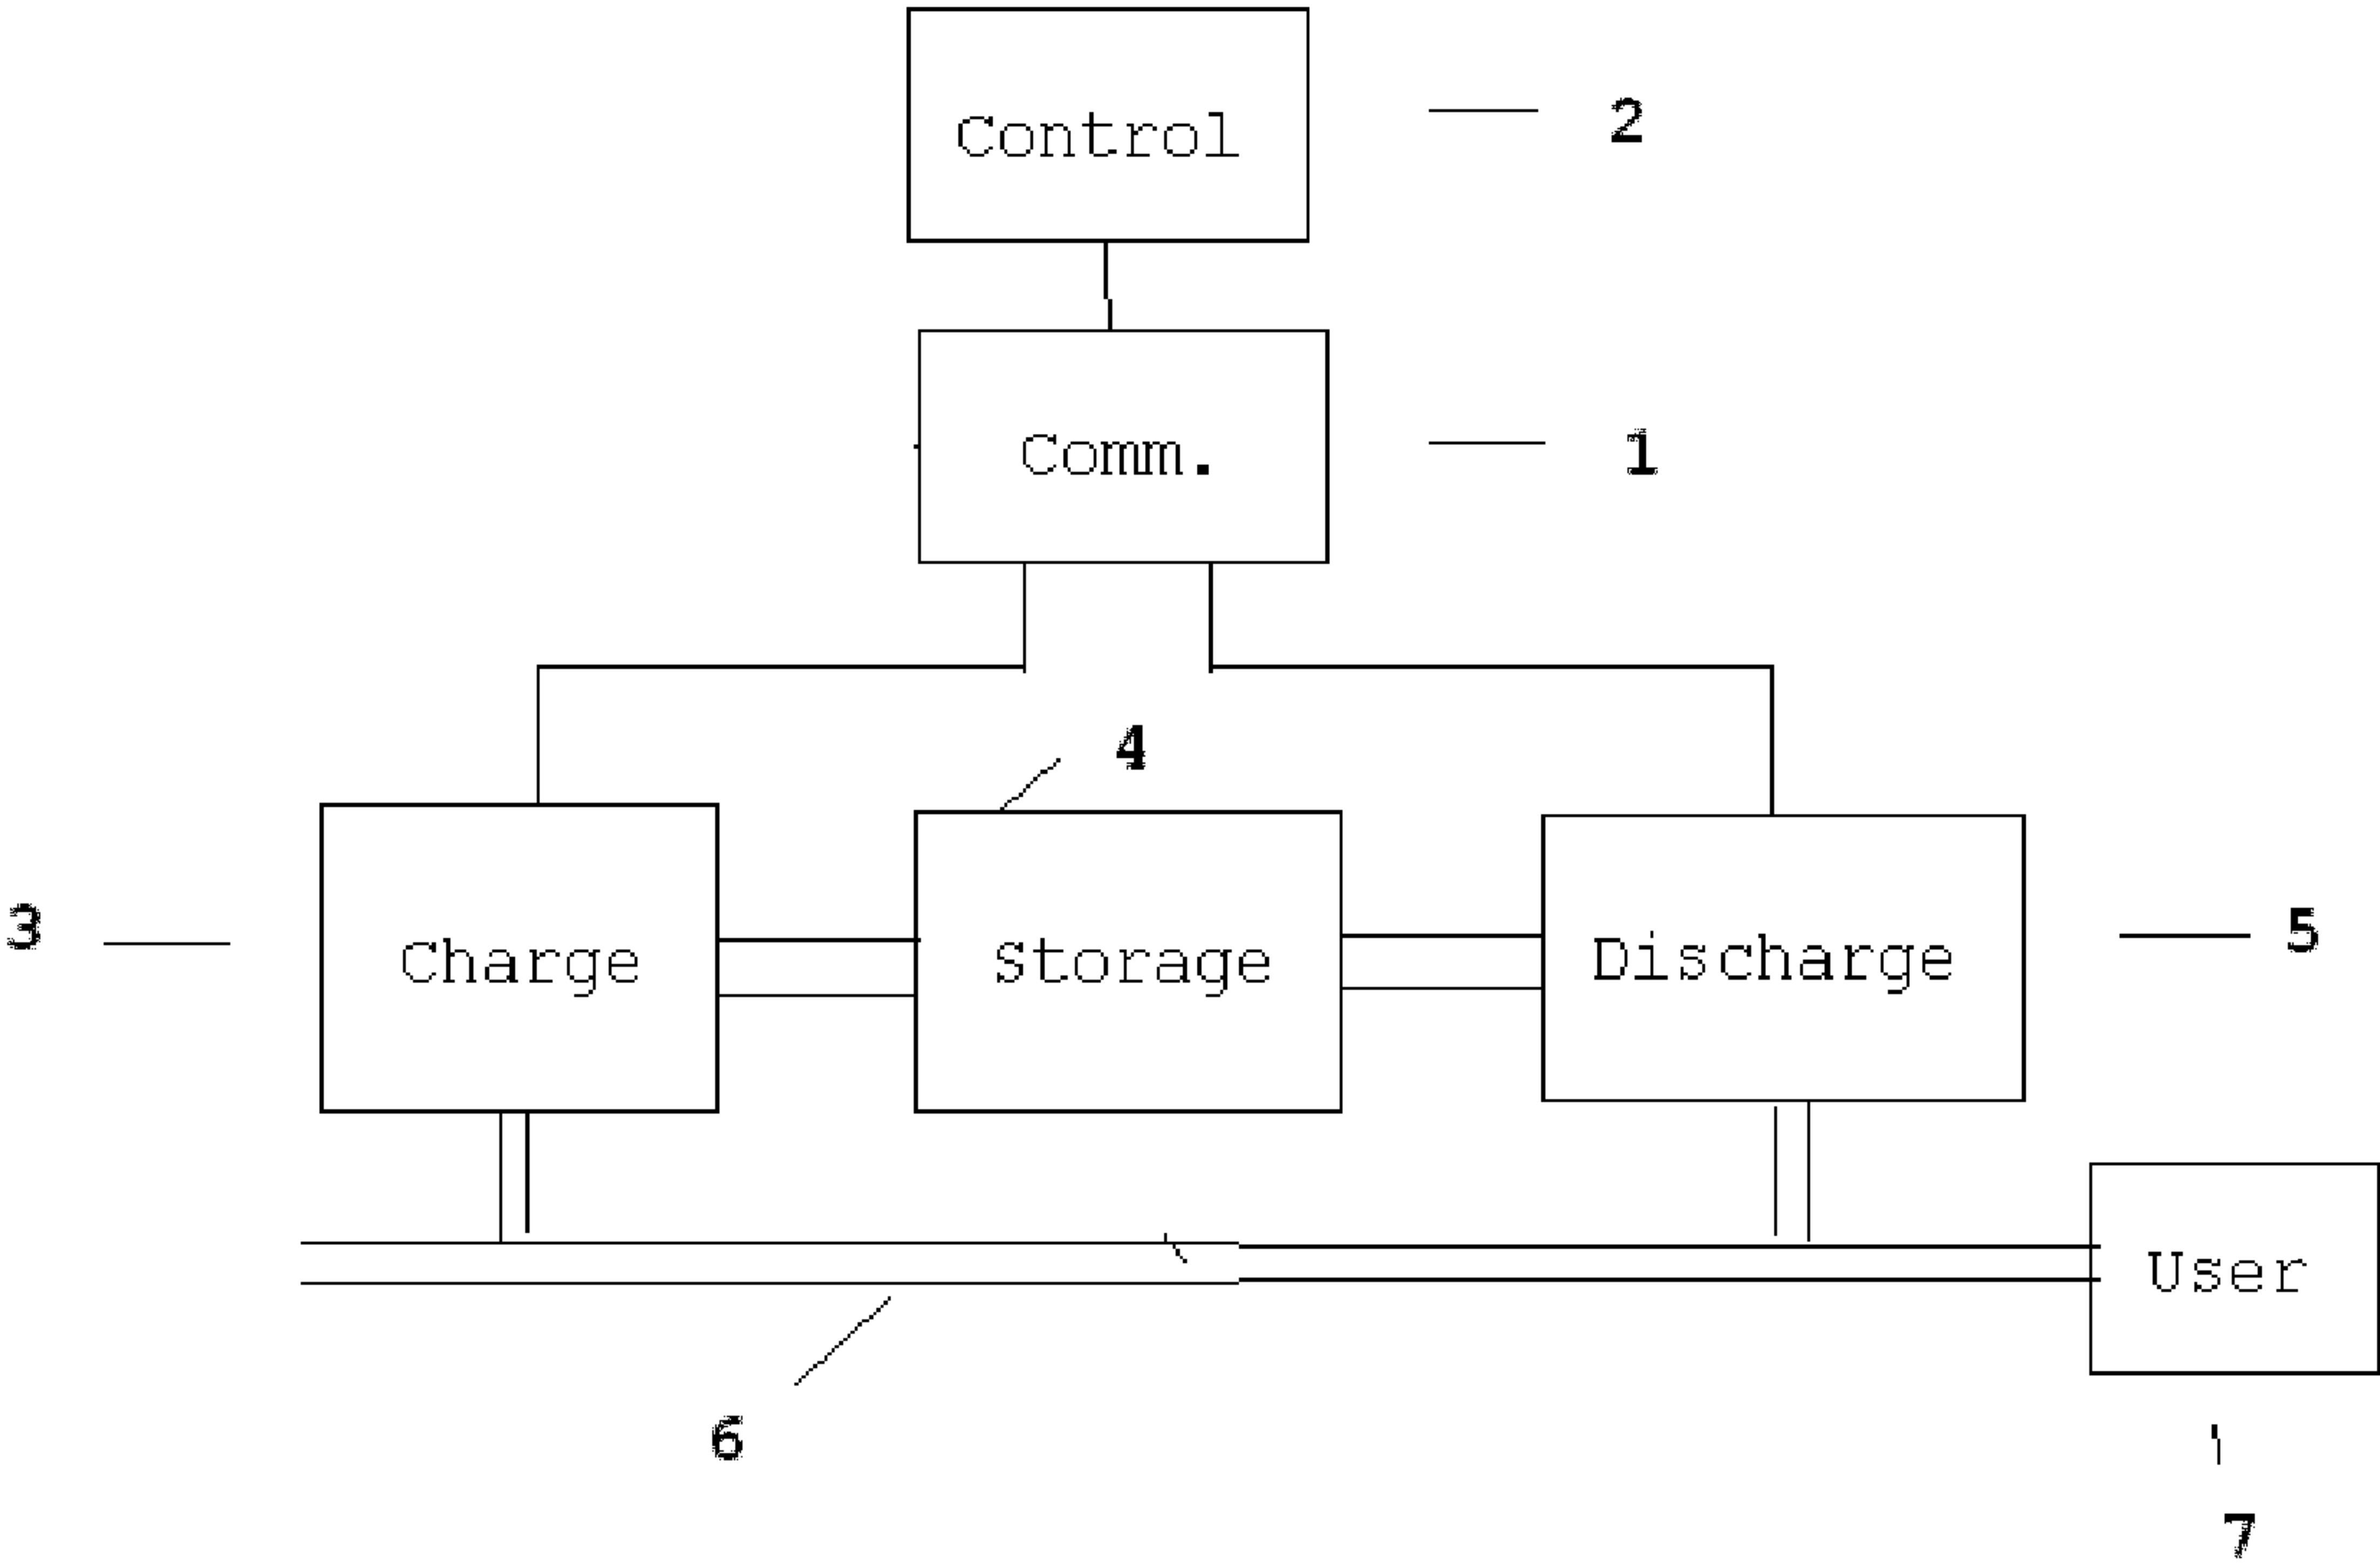 Control
2
Comm.
1
4
3
Charge
Storage
Discharge
5
User
6
7